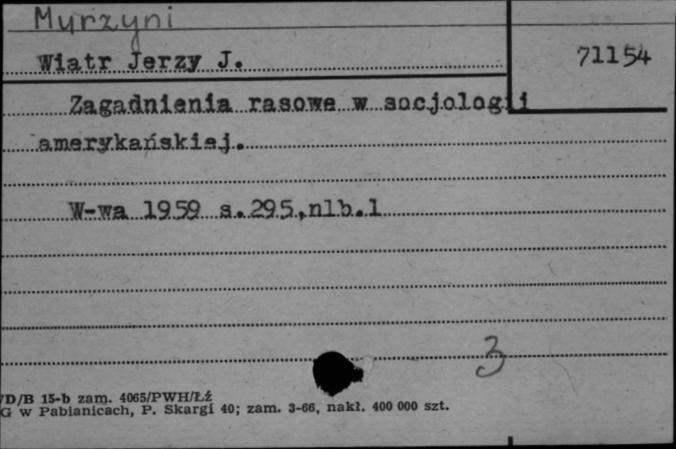 Murzyni
Wiatr Jerzy J.
71154
Zagadnienia rasowe w socjologii
amerykańskiej.
W-wa 1959 s.295,nlb.1
3
/D/B 15-b zam. 4065/PWH/Łź
G w Pabianicach, P. Skargi 40; zam. 3-66, nakł. 400 000 szt.